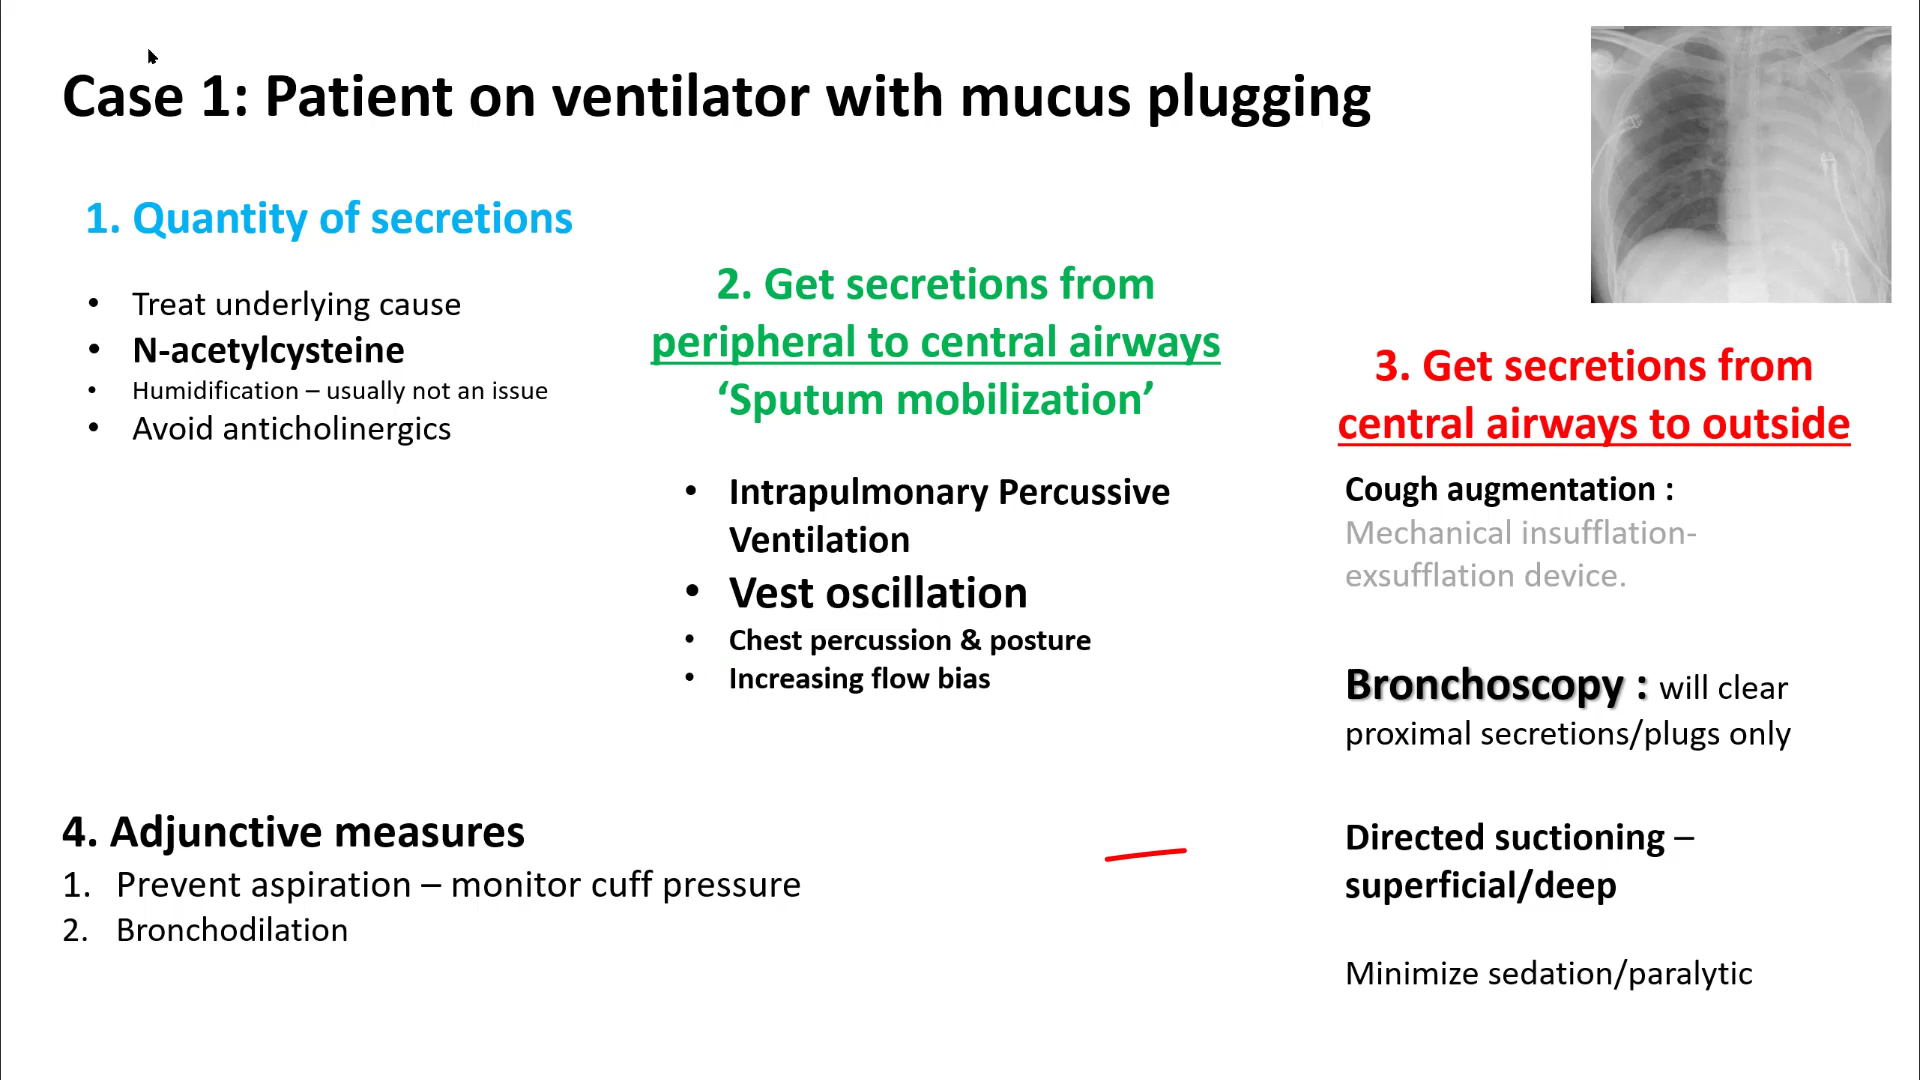 Case 1: Patient on ventilator with mucus plugging
1. Quantity of secretions
• Treat underlying cause
• N-acetylcysteine
• Humidification – usually not an issue
• Avoid anticholinergics
2. Get secretions from
peripheral to central airways
‘Sputum mobilization’
• Intrapulmonary Percussive
Ventilation
• Vest oscillation
• Chest percussion & posture
• Increasing flow bias
3. Get secretions from
central airways to outside
Cough augmentation :
Mechanical insufflation-
exsufflation device.
Bronchoscopy : will clear
proximal secretions/plugs only
Directed suctioning –
superficial/deep
Minimize sedation/paralytic
4. Adjunctive measures
1. Prevent aspiration – monitor cuff pressure
2. Bronchodilation